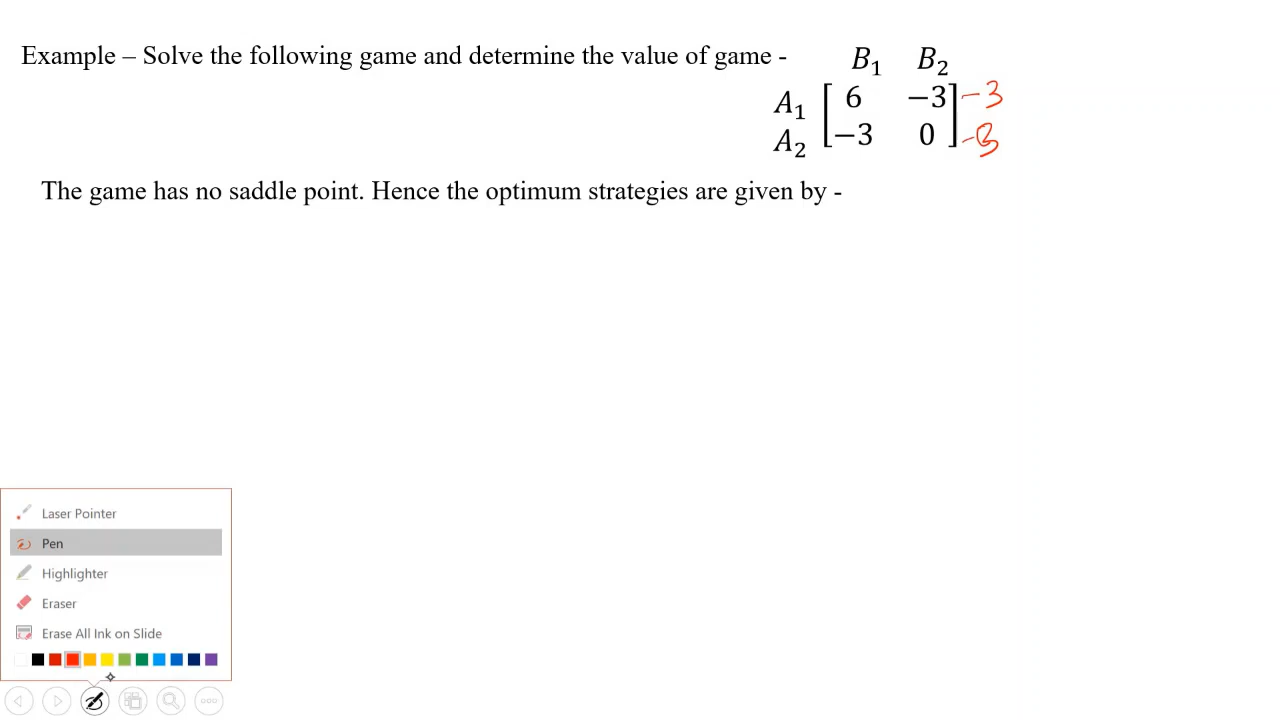 Example – Solve the following game and determine the value of game -
B₁ B₂
A₁ [ 6 −3 ] −3
A₂ [ −3 0 ] −3
The game has no saddle point. Hence the optimum strategies are given by -
Laser Pointer
Pen
Highlighter
Eraser
Erase All Ink on Slide